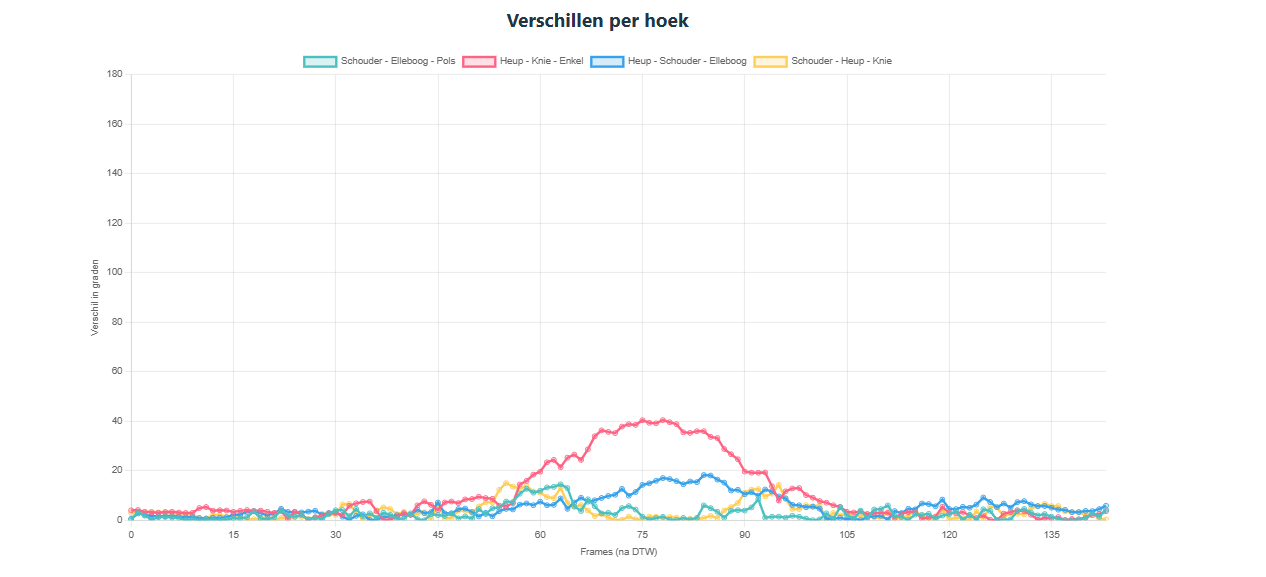 Verschillen per hoek
Schouder - Elleboog - Pols Heup - Knie - Enkel Heup - Schouder - Elleboog Schouder - Heup - Knie
180
160
140
120
100
80
60
40
20
0
Verschil in graden
0 15 30 45 60 75 90 105 120 135
Frames (na DTW)